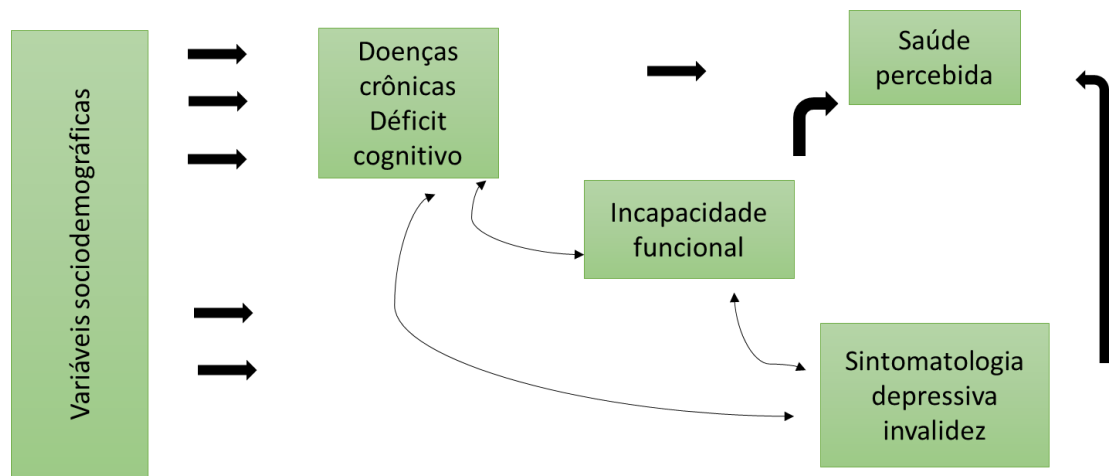 Variáveis sociodemográficas
Doenças
crônicas
Déficit
cognitivo
Saúde
percebida
Incapacidade
funcional
Sintomatologia
depressiva
invalidez